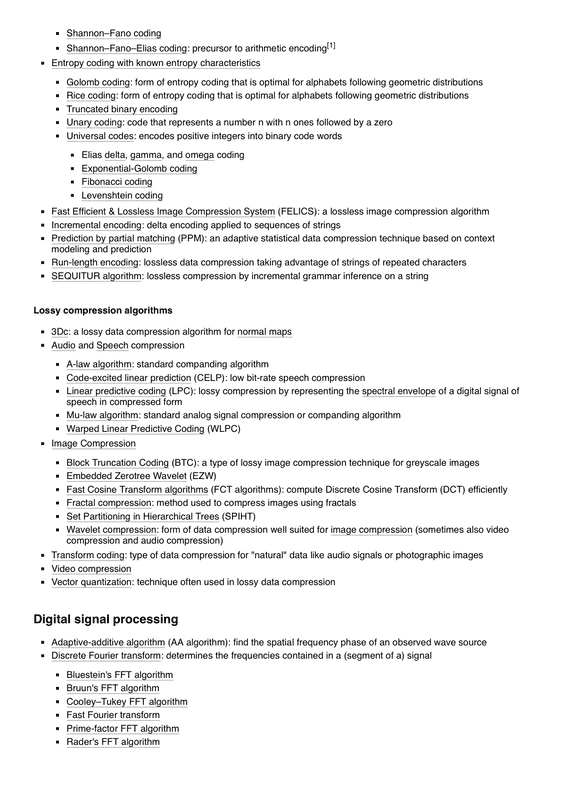 Shannon–Fano coding
Shannon–Fano–Elias coding: precursor to arithmetic encoding[1]
Entropy coding with known entropy characteristics
Golomb coding: form of entropy coding that is optimal for alphabets following geometric distributions
Rice coding: form of entropy coding that is optimal for alphabets following geometric distributions
Truncated binary encoding
Unary coding: code that represents a number n with n ones followed by a zero
Universal codes: encodes positive integers into binary code words
Elias delta, gamma, and omega coding
Exponential-Golomb coding
Fibonacci coding
Levenshtein coding
Fast Efficient & Lossless Image Compression System (FELICS): a lossless image compression algorithm
Incremental encoding: delta encoding applied to sequences of strings
Prediction by partial matching (PPM): an adaptive statistical data compression technique based on context
modeling and prediction
Run-length encoding: lossless data compression taking advantage of strings of repeated characters
SEQUITUR algorithm: lossless compression by incremental grammar inference on a string
Lossy compression algorithms
3Dc: a lossy data compression algorithm for normal maps
Audio and Speech compression
A-law algorithm: standard companding algorithm
Code-excited linear prediction (CELP): low bit-rate speech compression
Linear predictive coding (LPC): lossy compression by representing the spectral envelope of a digital signal of
speech in compressed form
Mu-law algorithm: standard analog signal compression or companding algorithm
Warped Linear Predictive Coding (WLPC)
Image Compression
Block Truncation Coding (BTC): a type of lossy image compression technique for greyscale images
Embedded Zerotree Wavelet (EZW)
Fast Cosine Transform algorithms (FCT algorithms): compute Discrete Cosine Transform (DCT) efficiently
Fractal compression: method used to compress images using fractals
Set Partitioning in Hierarchical Trees (SPIHT)
Wavelet compression: form of data compression well suited for image compression (sometimes also video
compression and audio compression)
Transform coding: type of data compression for "natural" data like audio signals or photographic images
Video compression
Vector quantization: technique often used in lossy data compression
Digital signal processing
Adaptive-additive algorithm (AA algorithm): find the spatial frequency phase of an observed wave source
Discrete Fourier transform: determines the frequencies contained in a (segment of a) signal
Bluestein's FFT algorithm
Bruun's FFT algorithm
Cooley–Tukey FFT algorithm
Fast Fourier transform
Prime-factor FFT algorithm
Rader's FFT algorithm